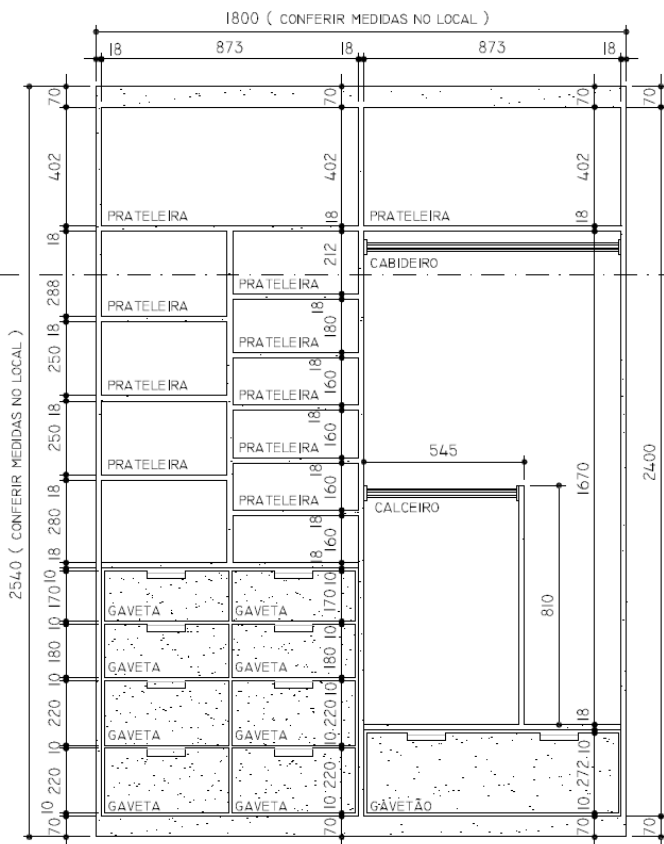 1800 ( CONFERIR MEDIDAS NO LOCAL )
18 873 18 873 18
70 70 70 70
402 402 402
PRATELEIRA 18 PRATELEIRA 18
18 212 CABIDEIRO
PRATELEIRA
288 PRATELEIRA
18 18
250 180
PRATELEIRA
18 18
160 PRATELEIRA
250 18
160
PRATELEIRA 545
18 18
160 PRATELEIRA CALCEIRO
280 18
160
18 18
2540 ( CONFERIR MEDIDAS NO LOCAL )
1670
2400
810
10 10
170 GAVETA GAVETA 170
10 10
180 GAVETA GAVETA 180
10 10
220 GAVETA GAVETA 220
18
10 10 10
220 220 272
10 GAVETA GAVETA 10 GAVETÃO 10
70 70 70 70